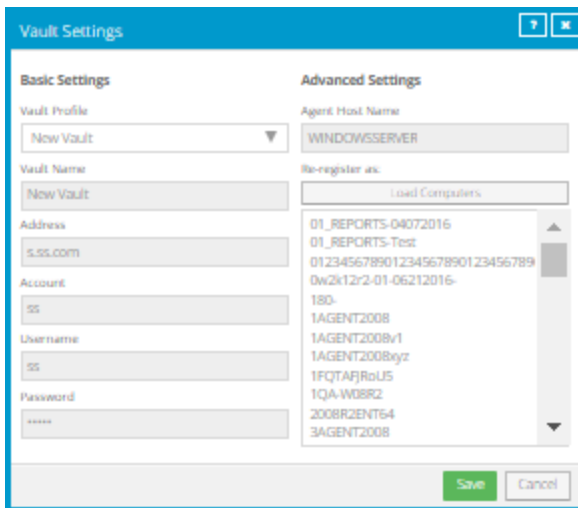 Vault Settings
? ×
Basic Settings
Vault Profile
New Vault
Vault Name
New Vault
Address
s.ss.com
Account
ss
Username
ss
Password
•••••
Advanced Settings
Agent Host Name
WINDOWSSERVER
Re-register as:
Load Computers
01_REPORTS-04072016
01_REPORTS-Test
012345678901234567890123456789
0w2k12r2-01-06212016-
180-
1AGENT2008
1AGENT2008v1
1AGENT2008xyz
1FQTAFJRoU5
1QA-W08R2
2008R2ENT64
3AGENT2008
Save
Cancel